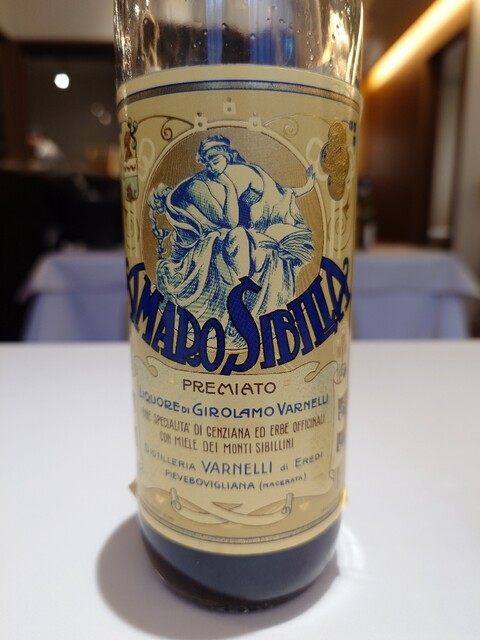 AMARO SIBILLA
PREMIATO
LIQUORE DI GIROLAMO VARNELLI
FINE SPECIALITA' DI GENZIANA ED ERBE OFFICINALI
CON MIELE DEI MONTI SIBILLINI
DISTILLERIA VARNELLI di EREDI
PIEVEBOVIGLIANA (MACERATA)